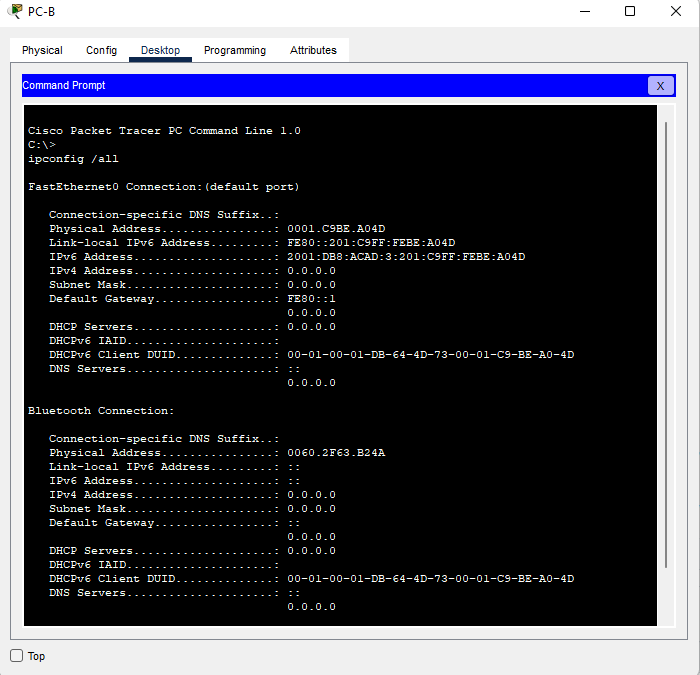 PC-B
Physical Config Desktop Programming Attributes
Command Prompt
X
Cisco Packet Tracer PC Command Line 1.0
C:\>
ipconfig /all
FastEthernet0 Connection:(default port)
Connection-specific DNS Suffix..:
Physical Address................: 0001.C9BE.A04D
Link-local IPv6 Address.........: FE80::201:C9FF:FEBE:A04D
IPv6 Address....................: 2001:DB8:ACAD:3:201:C9FF:FEBE:A04D
IPv4 Address....................: 0.0.0.0
Subnet Mask.....................: 0.0.0.0
Default Gateway.................: FE80::1
0.0.0.0
DHCP Servers....................: 0.0.0.0
DHCPv6 IAID.....................:
DHCPv6 Client DUID..............: 00-01-00-01-DB-64-4D-73-00-01-C9-BE-A0-4D
DNS Servers.....................: ::
0.0.0.0
Bluetooth Connection:
Connection-specific DNS Suffix..:
Physical Address................: 0060.2F63.B24A
Link-local IPv6 Address.........: ::
IPv6 Address....................: ::
IPv4 Address....................: 0.0.0.0
Subnet Mask.....................: 0.0.0.0
Default Gateway.................: ::
0.0.0.0
DHCP Servers....................: 0.0.0.0
DHCPv6 IAID.....................:
DHCPv6 Client DUID..............: 00-01-00-01-DB-64-4D-73-00-01-C9-BE-A0-4D
DNS Servers.....................: ::
0.0.0.0
Top